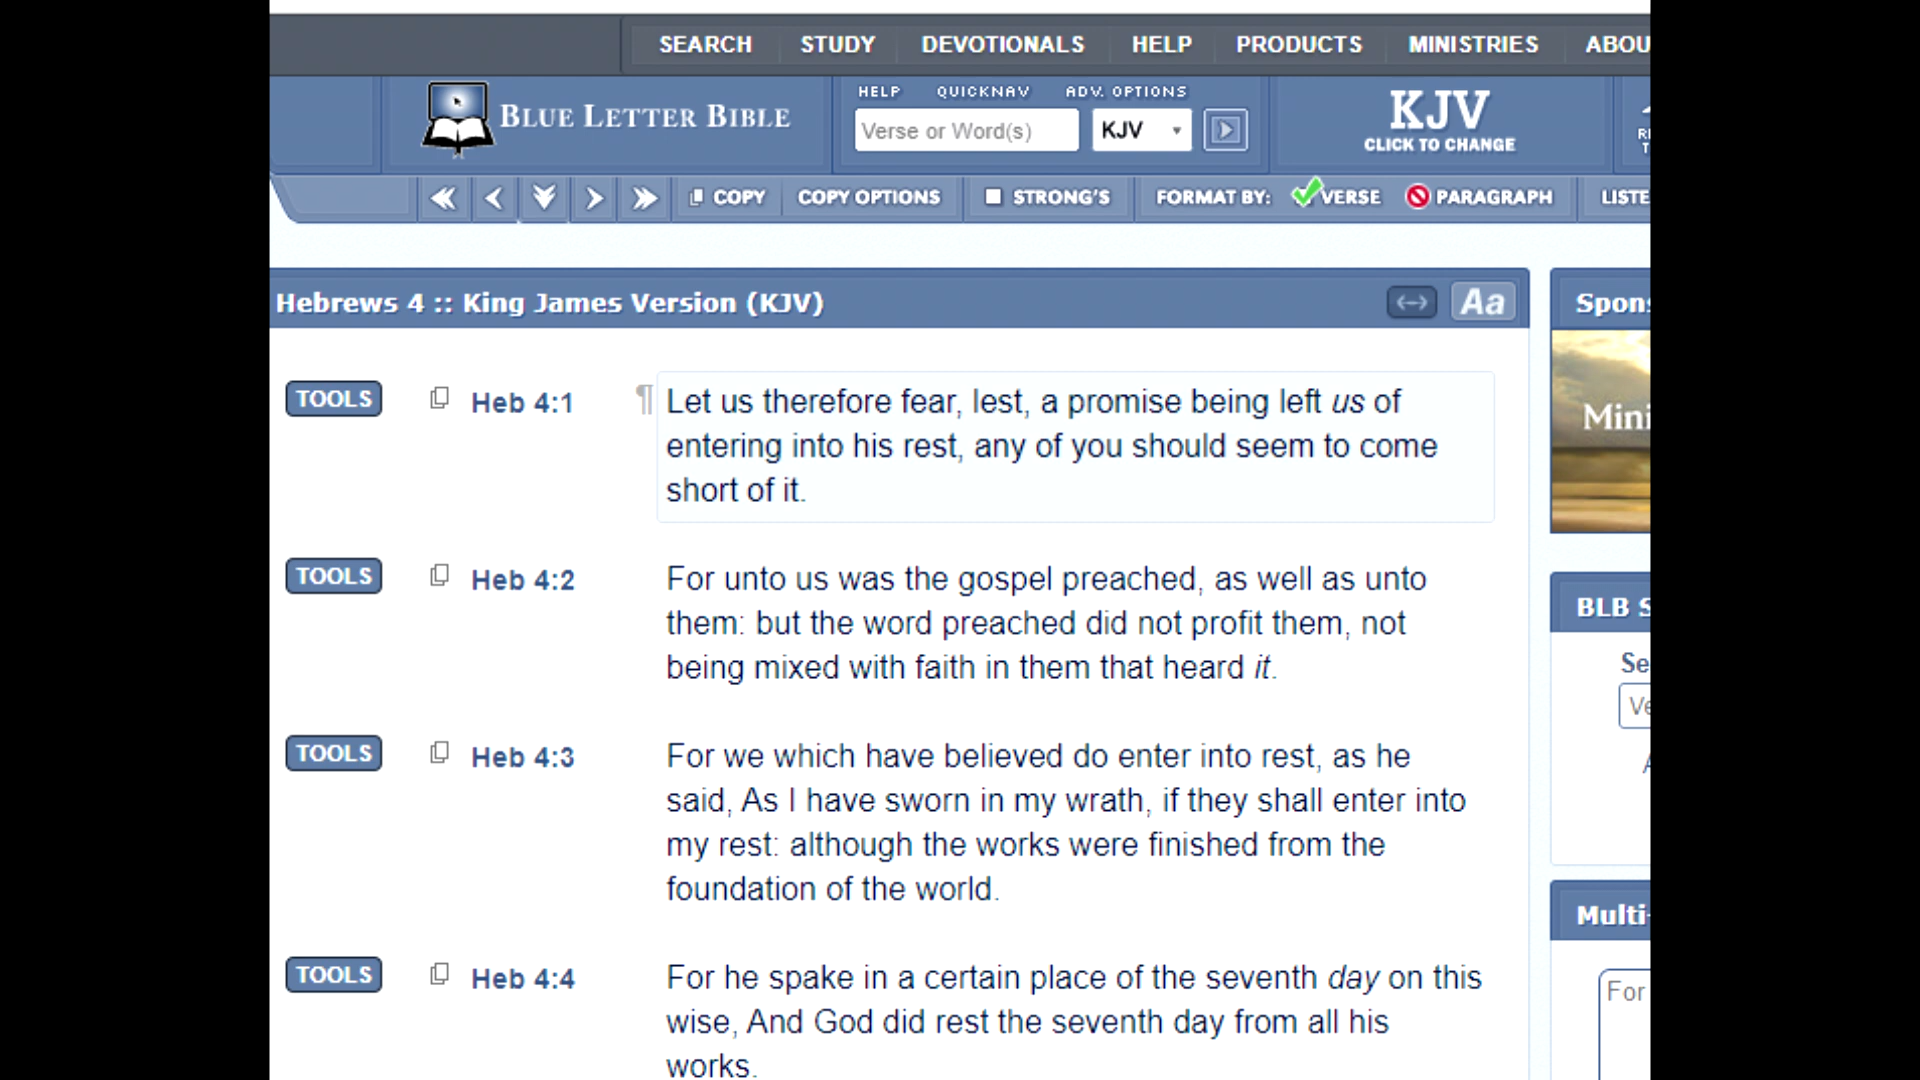 SEARCH STUDY DEVOTIONALS HELP PRODUCTS MINISTRIES ABOU
BLUE LETTER BIBLE
HELP QUICKNAV ADV. OPTIONS
Verse or Word(s) KJV
KJV
CLICK TO CHANGE
COPY COPY OPTIONS STRONG'S FORMAT BY: VERSE PARAGRAPH LISTE
Hebrews 4 :: King James Version (KJV) Aa
Spons
Mini
TOOLS Heb 4:1 ¶ Let us therefore fear, lest, a promise being left us of
entering into his rest, any of you should seem to come
short of it.
TOOLS Heb 4:2 For unto us was the gospel preached, as well as unto
them: but the word preached did not profit them, not
being mixed with faith in them that heard it.
BLB S
Se
Ve
TOOLS Heb 4:3 For we which have believed do enter into rest, as he
said, As I have sworn in my wrath, if they shall enter into
my rest: although the works were finished from the
foundation of the world.
Multi-
For
TOOLS Heb 4:4 For he spake in a certain place of the seventh day on this
wise, And God did rest the seventh day from all his
works.